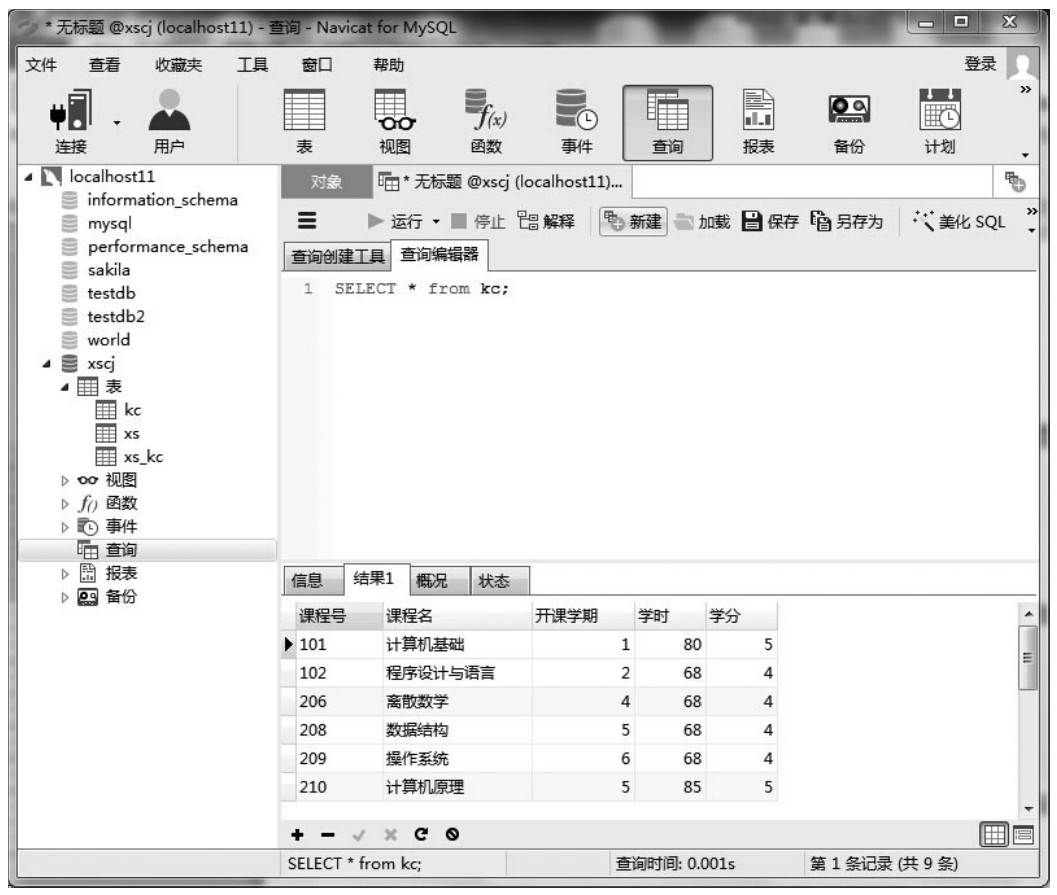 * 无标题 @xscj (localhost11) - 查询 - Navicat for MySQL
文件 查看 收藏夹 工具 窗口 帮助 登录
连接 用户 表 视图 f(x) 函数 事件 查询 报表 备份 计划
localhost11
information_schema
mysql
performance_schema
sakila
testdb
testdb2
world
xscj
表
kc
xs
xs_kc
视图
f() 函数
事件
查询
报表
备份
对象 * 无标题 @xscj (localhost11)...
运行 停止 解释 新建 加载 保存 另存为 美化 SQL
查询创建工具 查询编辑器
1 SELECT * from kc;
信息 结果1 概况 状态
课程号 课程名 开课学期 学时 学分
101 计算机基础 1 80 5
102 程序设计与语言 2 68 4
206 离散数学 4 68 4
208 数据结构 5 68 4
209 操作系统 6 68 4
210 计算机原理 5 85 5
SELECT * from kc; 查询时间: 0.001s 第 1 条记录 (共 9 条)